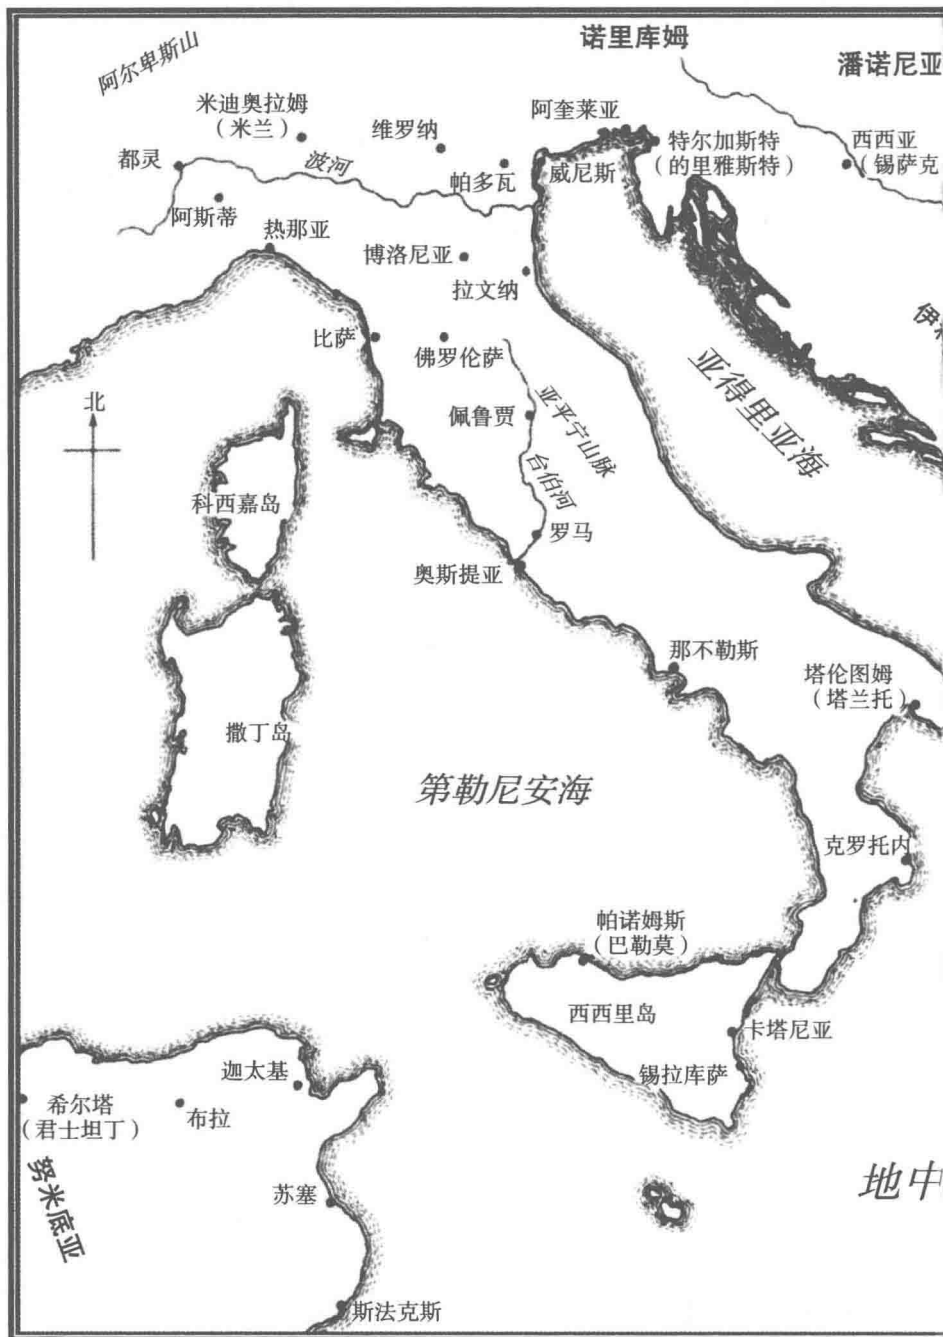 诺里库姆
潘诺尼亚
阿尔卑斯山
米迪奥拉姆
（米兰）
维罗纳
阿奎莱亚
特尔加斯特
（的里雅斯特）
西西亚
（锡萨克
都灵
波河
帕多瓦
威尼斯
阿斯蒂
热那亚
博洛尼亚
拉文纳
比萨
佛罗伦萨
亚得里亚海
北
佩鲁贾
亚平宁山脉
台伯河
科西嘉岛
罗马
奥斯提亚
那不勒斯
塔伦图姆
（塔兰托）
撒丁岛
第勒尼安海
克罗托内
帕诺姆斯
（巴勒莫）
西西里岛
卡塔尼亚
锡拉库萨
迦太基
希尔塔
（君士坦丁）
布拉
努米底亚
苏塞
地中
斯法克斯